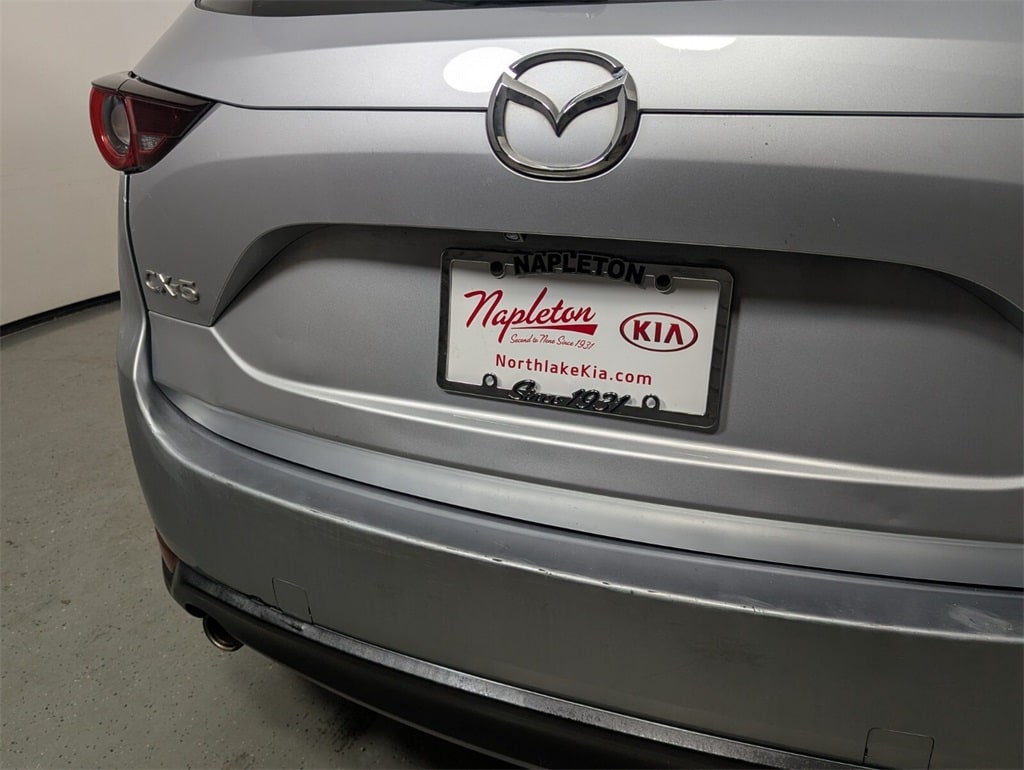 CX-5
NAPLETON
Napleton
Second to None Since 1931
KIA
NorthlakeKia.com
Since 1931